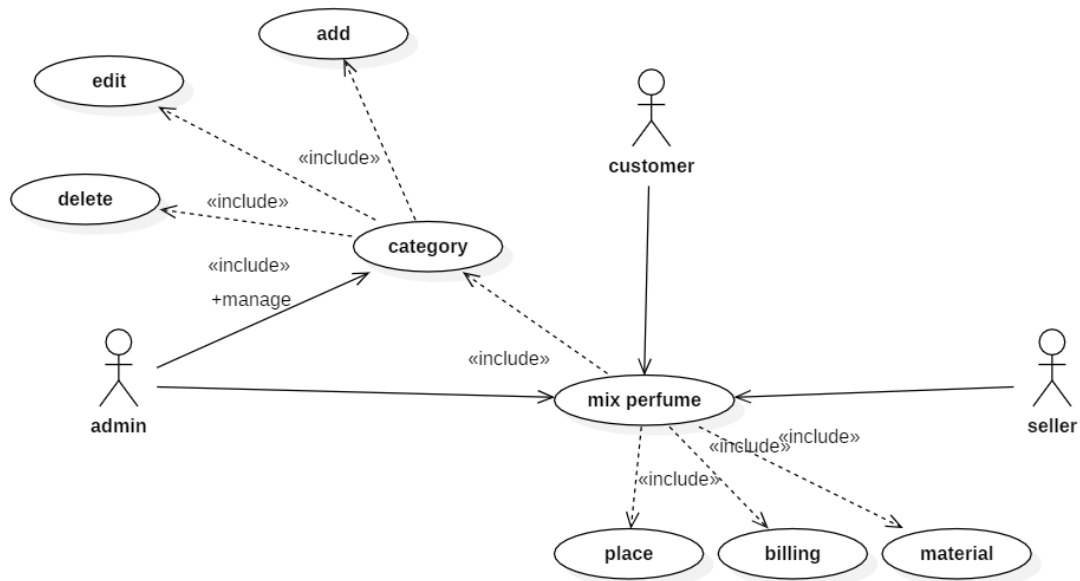 add
edit
customer
«include»
delete
«include»
category
«include»
+manage
«include»
admin
mix perfume
seller
«include»
«include»
«include»
place
billing
material